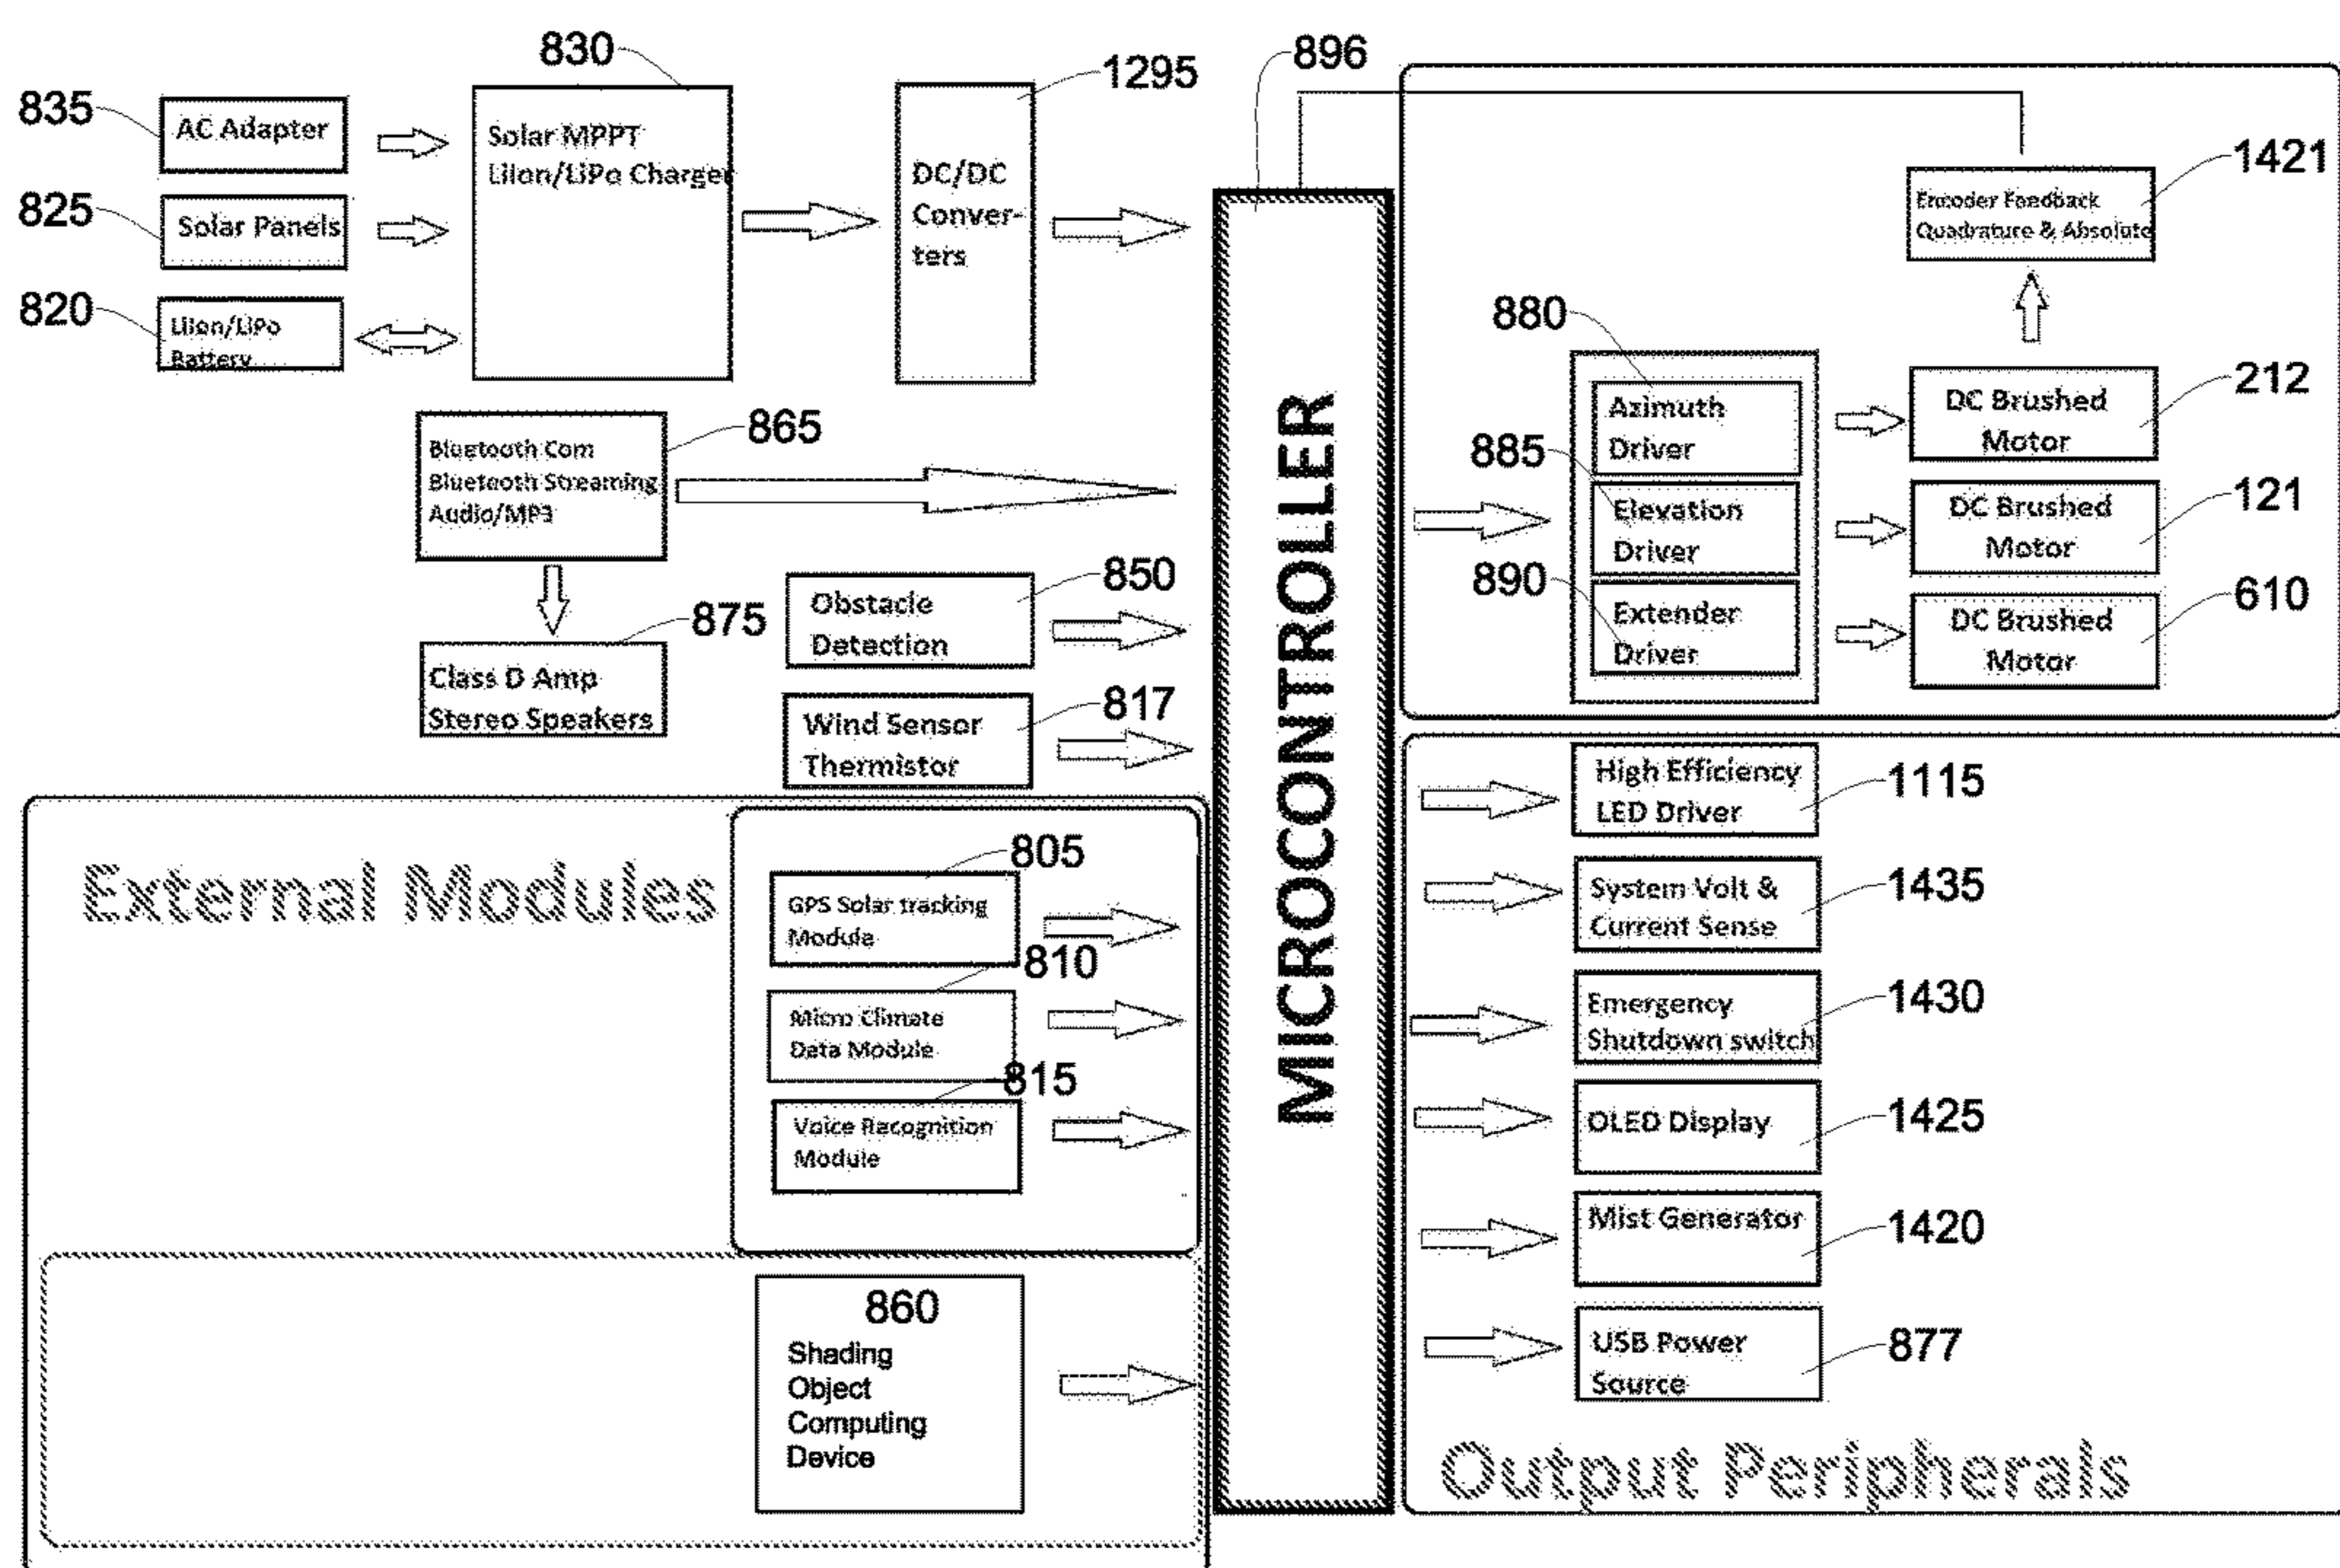 830
835
AC Adapter
825
Solar Panels
820
LiIon/LiPo
Battery
Solar MPPT
LiIon/LiPo Charger
1295
DC/DC
Conver-
ters
896
MICROCONTROLLER
865
Bluetooth Com
Bluetooth Streaming
Audio/MP3
875
Class D Amp
Stereo Speakers
850
Obstacle
Detection
817
Wind Sensor
Thermistor
External Modules
805
GPS Solar tracking
Module
810
Micro Climate
Data Module
815
Voice Recognition
Module
860
Shading
Object
Computing
Device
1421
Encoder Feedback
Quadrature & Absolute
880
Azimuth
Driver
885
Elevation
Driver
890
Extender
Driver
212
DC Brushed
Motor
121
DC Brushed
Motor
610
DC Brushed
Motor
High Efficiency
LED Driver
1115
System Volt &
Current Sense
1435
Emergency
Shutdown switch
1430
OLED Display
1425
Mist Generator
1420
USB Power
Source
877
Output Peripherals